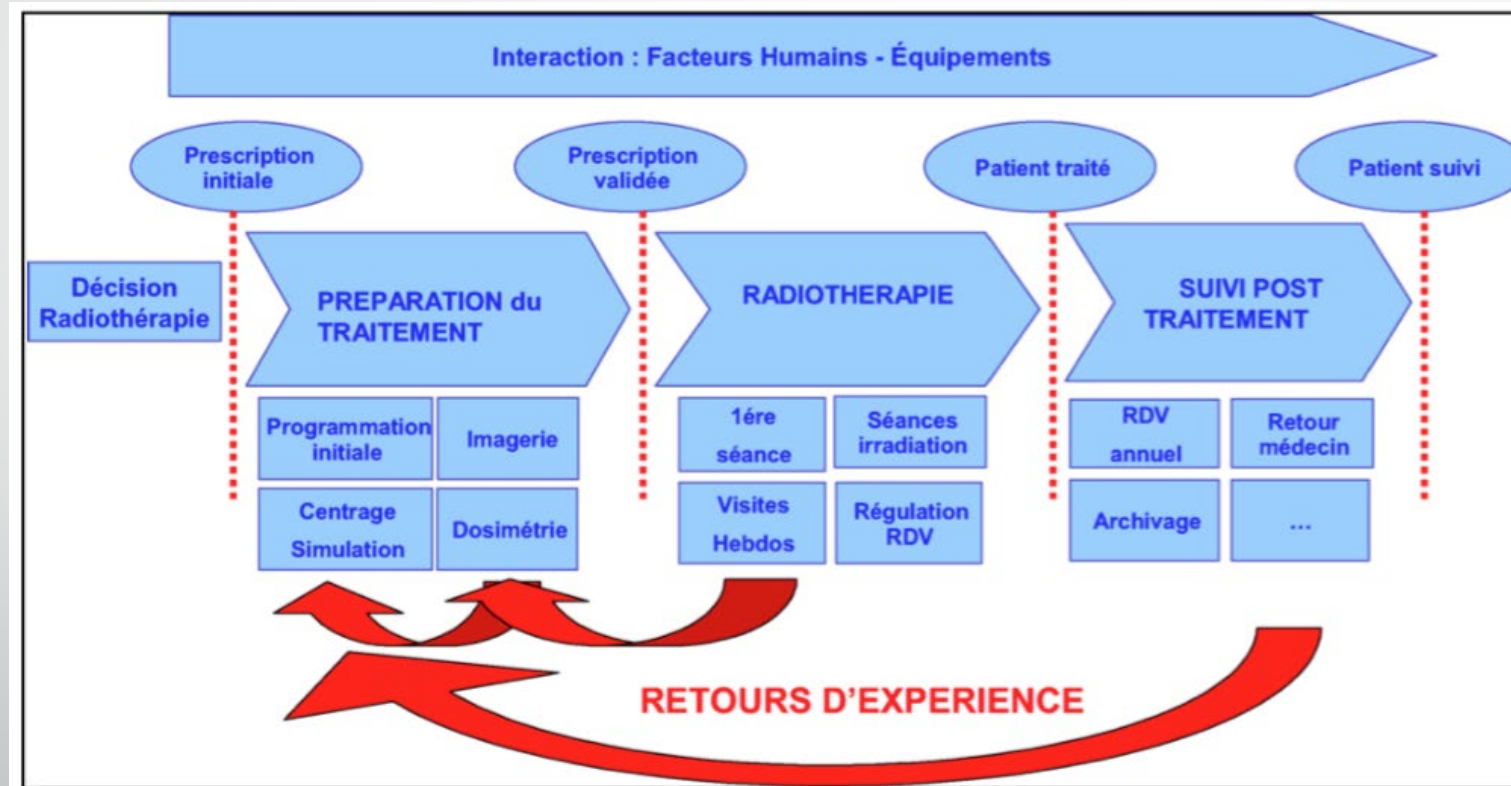 Interaction : Facteurs Humains - Équipements
Prescription
initiale
Prescription
validée
Patient traité
Patient suivi
Décision
Radiothérapie
PREPARATION du
TRAITEMENT
RADIOTHERAPIE
SUIVI POST
TRAITEMENT
Programmation
initiale
Imagerie
Centrage
Simulation
Dosimétrie
1ére
séance
Séances
irradiation
Visites
Hebdos
Régulation
RDV
RDV
annuel
Retour
médecin
Archivage
...
RETOURS D'EXPERIENCE